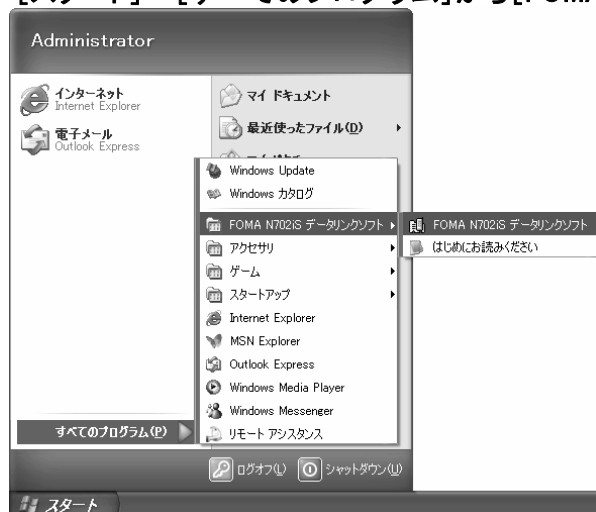 Administrator
インターネット
Internet Explorer
電子メール
Outlook Express
マイ ドキュメント
最近使ったファイル(D)
Windows Update
Windows カタログ
FOMA N702iS データリンクソフト
アクセサリ
ゲーム
スタートアップ
Internet Explorer
MSN Explorer
Outlook Express
Windows Media Player
Windows Messenger
リモート アシスタンス
FOMA N702iS データリンクソフト
はじめにお読みください
すべてのプログラム(P)
ログオフ(L)
シャットダウン(U)
スタート